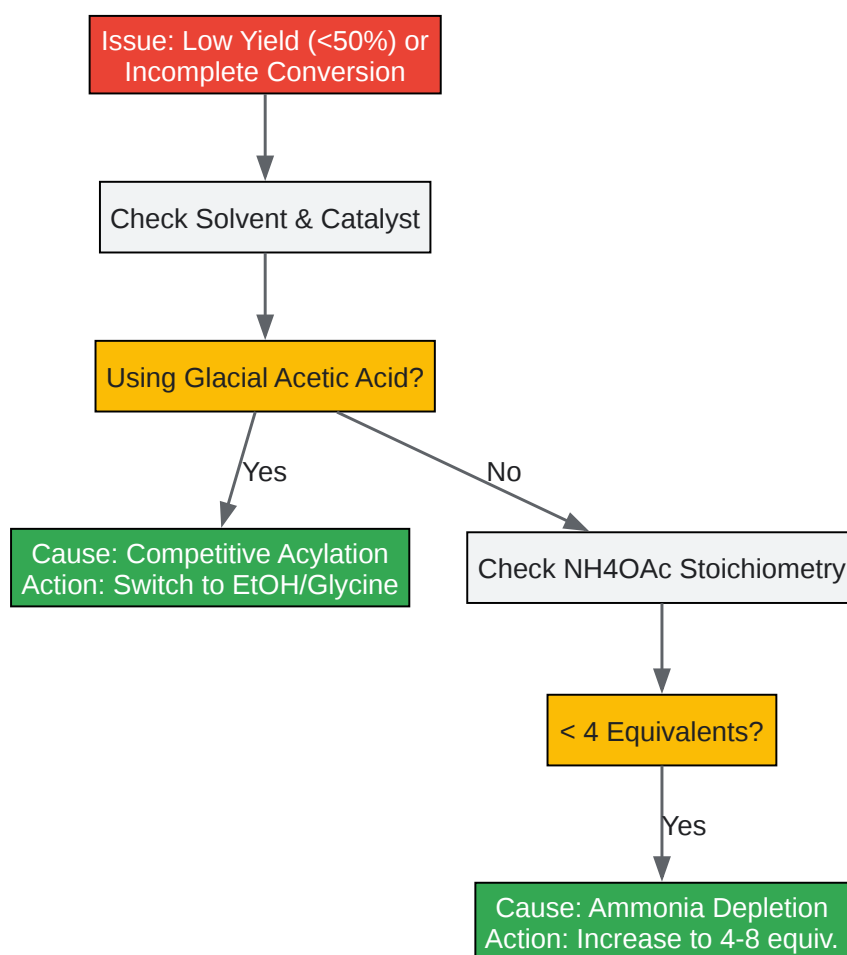 Issue: Low Yield (<50%) or
Incomplete Conversion
Check Solvent & Catalyst
Using Glacial Acetic Acid?
Yes
No
Cause: Competitive Acylation
Action: Switch to EtOH/Glycine
Check NH4OAc Stoichiometry
< 4 Equivalents?
Yes
Cause: Ammonia Depletion
Action: Increase to 4-8 equiv.